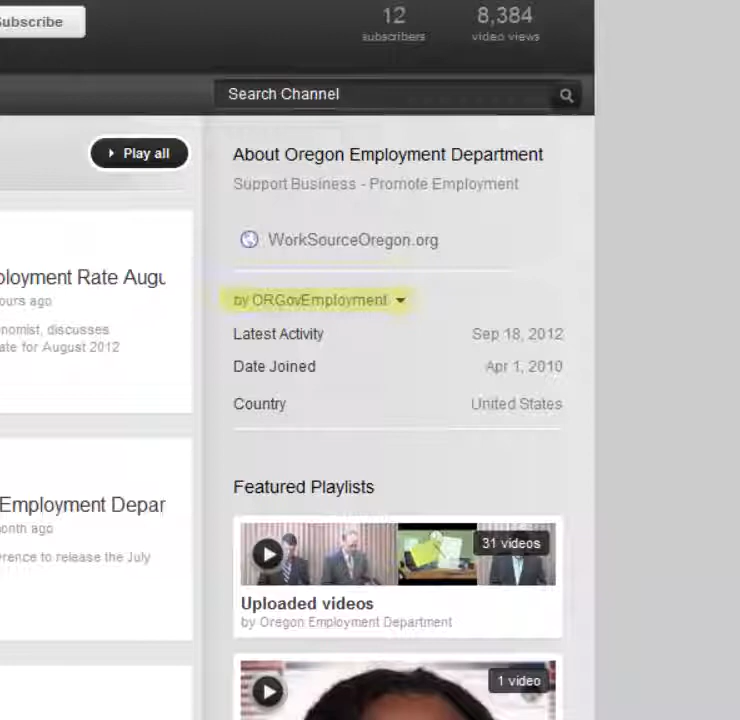 Subscribe
12
subscribers
8,384
video views
Search Channel
Play all
About Oregon Employment Department
Support Business - Promote Employment
WorkSourceOregon.org
by ORGovEmployment
Latest Activity Sep 18, 2012
Date Joined Apr 1, 2010
Country United States
ployment Rate Augu
ours ago
nomist, discusses
ate for August 2012
Employment Depar
onth ago
rence to release the July
Featured Playlists
31 videos
Uploaded videos
by Oregon Employment Department
1 video